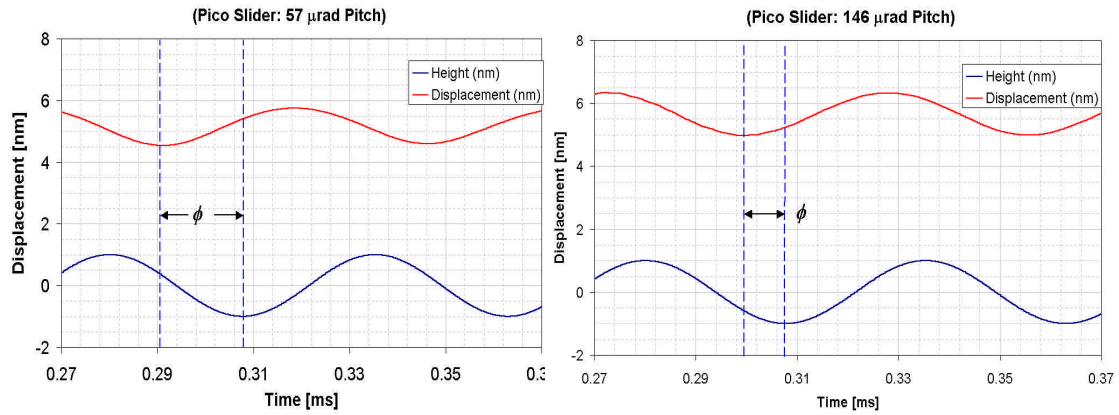 (Pico Slider: 57 μrad Pitch)
8
6
4
2
0
-2
Displacement [nm]
Height (nm)
Displacement (nm)
ϕ
0.27
0.29
0.31
0.33
0.35
0.3
Time [ms]
(Pico Slider: 146 μrad Pitch)
8
6
4
2
0
-2
Displacement [nm]
Height (nm)
Displacement (nm)
ϕ
0.27
0.29
0.31
0.33
0.35
0.37
Time [ms]